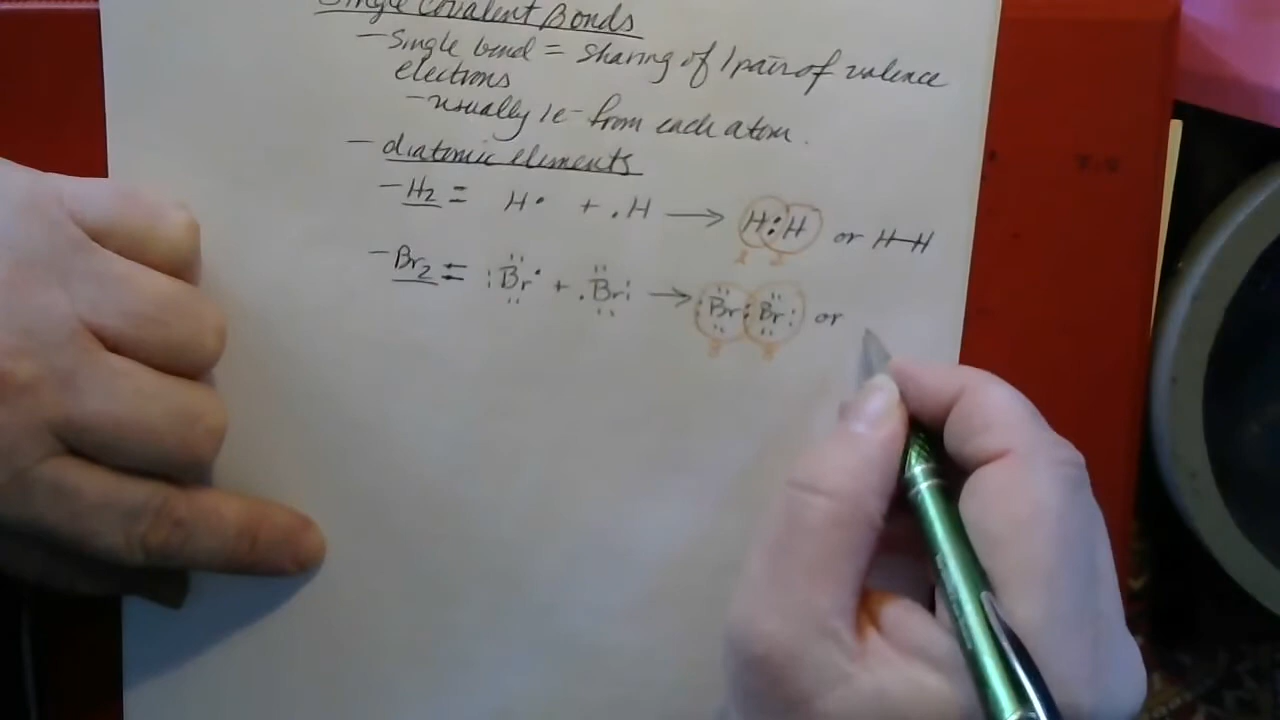 Single Covalent Bonds
- Single bond = sharing of 1 pair of valence
electrons
- usually 1e⁻ from each atom.
- diatomic elements
- H₂ = H· + ·H → H:H or H–H
- Br₂ = :Br· + ·Br: → :Br:Br: or